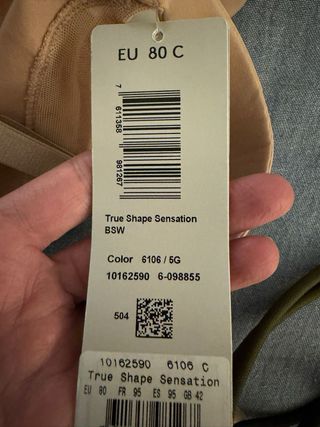 EU 80 C
7 611358 981267
True Shape Sensation
BSW
Color 6106 / 5G
10162590 6-098855
504
10162590 6106 C
True Shape Sensation
EU 80 FR 95 ES 95 GB 42